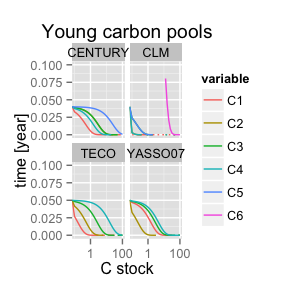 Young carbon pools
CENTURY CLM
0.100
0.075
0.050
0.025
0.000
TECO YASSO07
0.100
0.075
0.050
0.025
0.000
time [year]
1 100 1 100
C stock
variable
C1
C2
C3
C4
C5
C6